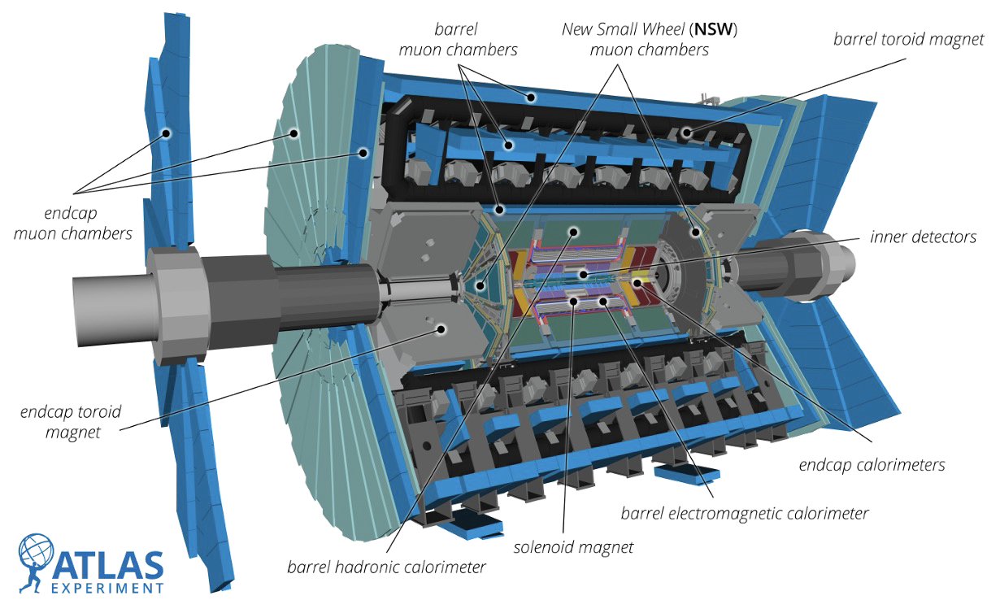 barrel
muon chambers
New Small Wheel (NSW)
muon chambers
barrel toroid magnet
endcap
muon chambers
inner detectors
endcap toroid
magnet
endcap calorimeters
barrel electromagnetic calorimeter
solenoid magnet
barrel hadronic calorimeter
ATLAS
EXPERIMENT